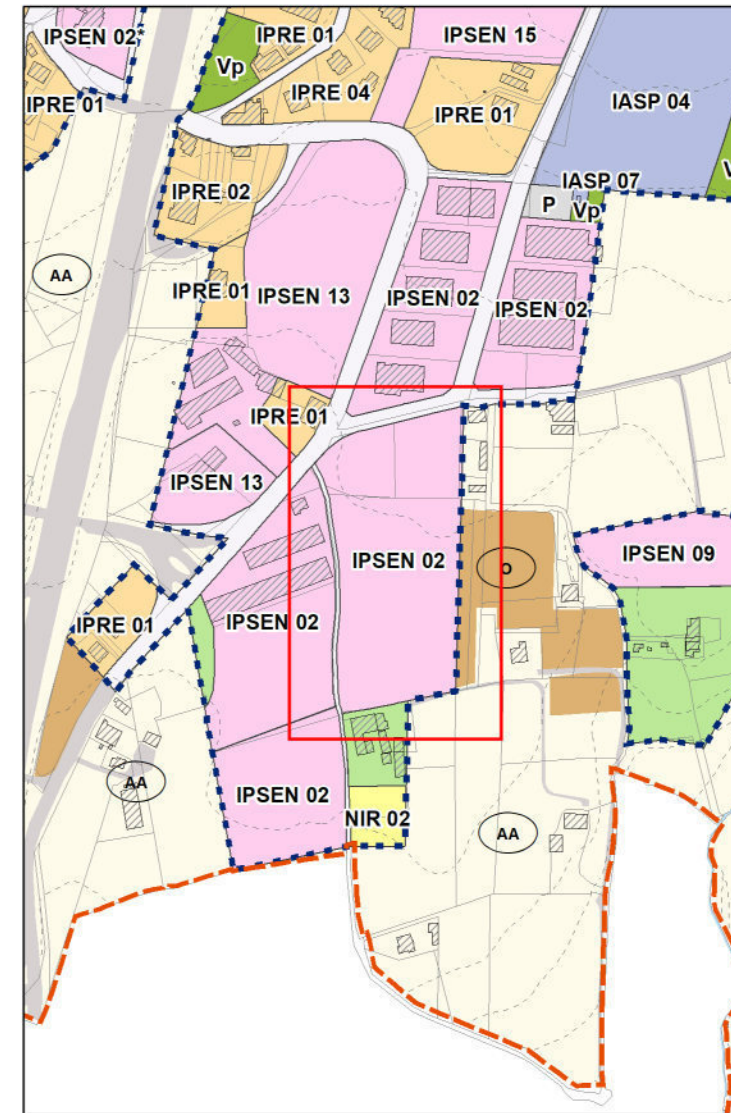 IPSEN 02*
IPRE 01
IPSEN 15
Vp
IPRE 04
IPRE 01
IPRE 01
IASP 04
V
IPRE 02
IASP 07
P
Vp
AA
IPRE 01
IPSEN 13
IPSEN 02
IPSEN 02
IPRE 01
IPSEN 13
IPSEN 02
IPSEN 09
O
IPRE 01
IPSEN 02
AA
IPSEN 02
NIR 02
AA